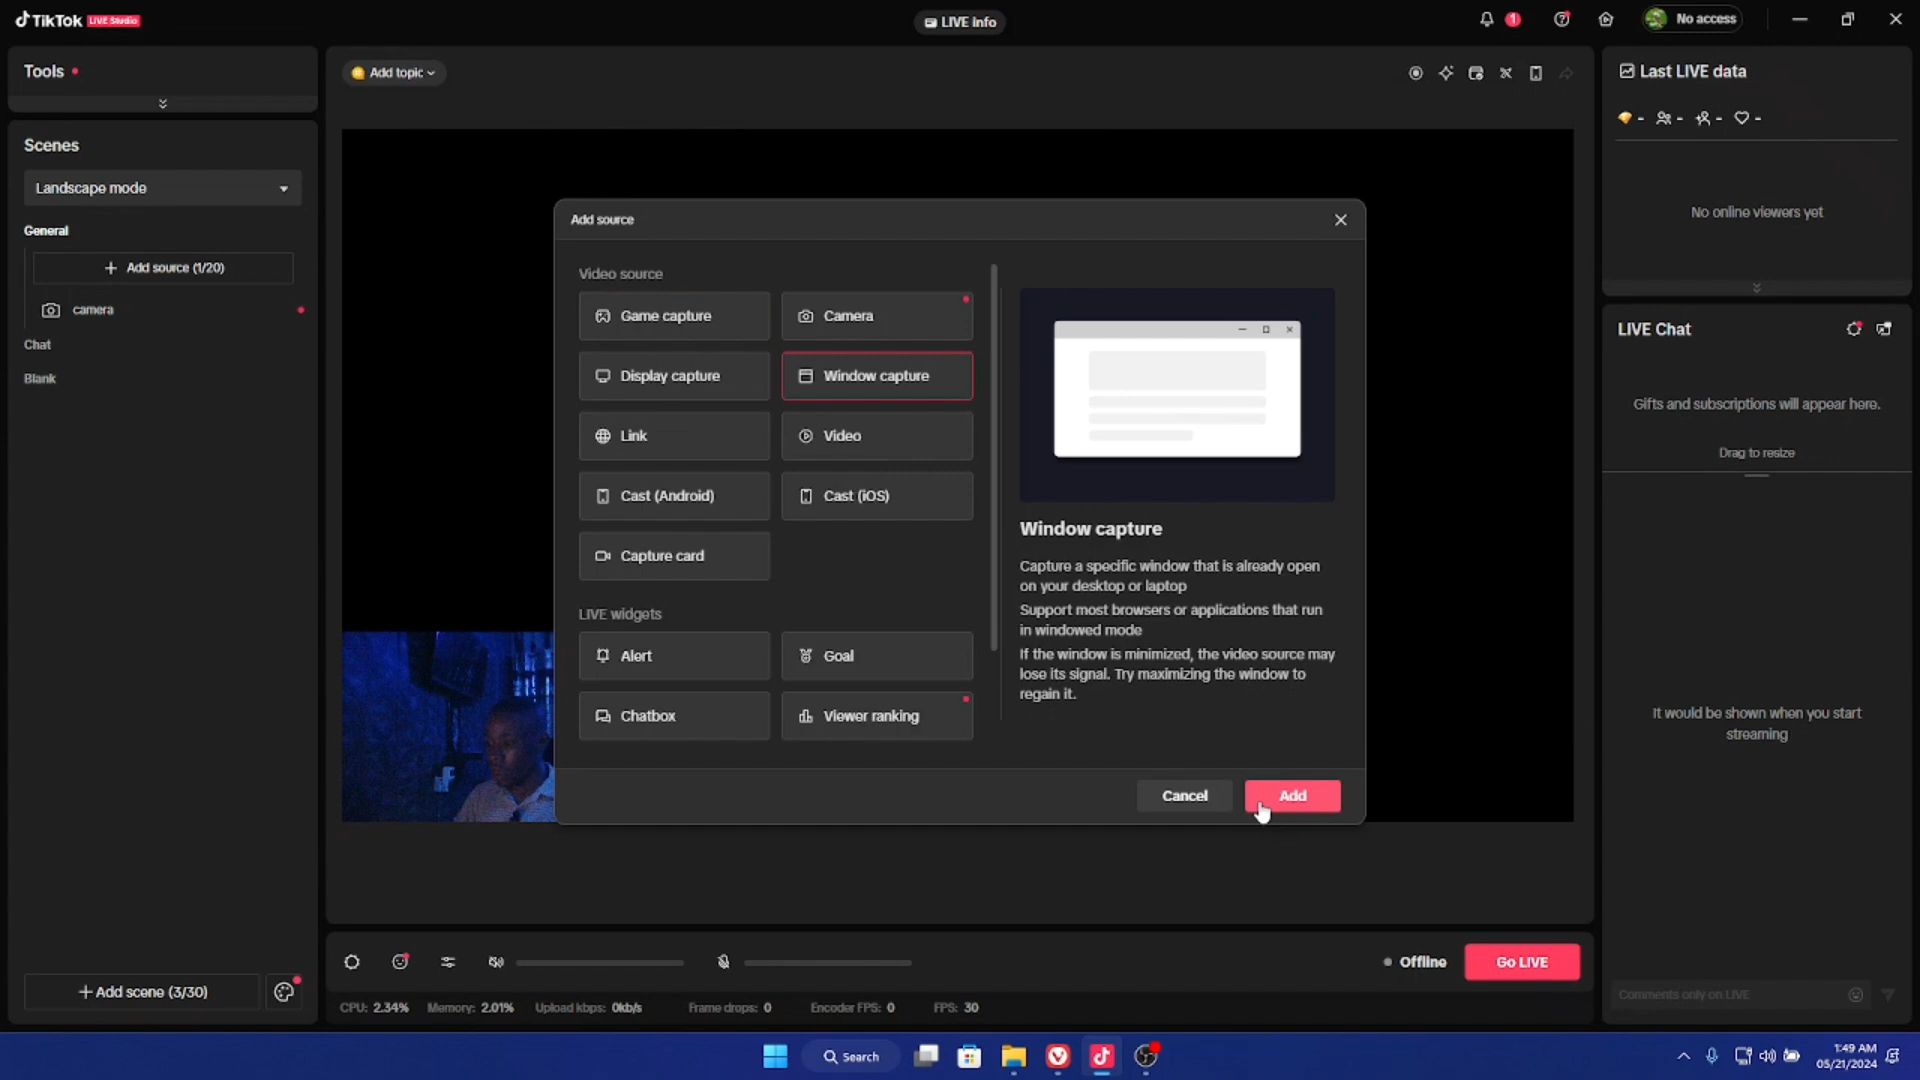 TikTok LIVE Studio
LIVE info
1
No access
Tools
Add topic
Last LIVE data
- - - -
No online viewers yet
Scenes
Landscape mode
General
+ Add source (1/20)
camera
Chat
Blank
Add source
Video source
Game capture
Camera
Display capture
Window capture
Link
Video
Cast (Android)
Cast (iOS)
Capture card
LIVE widgets
Alert
Goal
Chatbox
Viewer ranking
Window capture
Capture a specific window that is already open
on your desktop or laptop
Support most browsers or applications that run
in windowed mode
If the window is minimized, the video source may
lose its signal. Try maximizing the window to
regain it.
Cancel
Add
LIVE Chat
Gifts and subscriptions will appear here.
Drag to resize
It would be shown when you start
streaming
Comments only on LIVE
+ Add scene (3/30)
Offline
Go LIVE
CPU: 2.34% Memory: 2.01% Upload kbps: 0kb/s Frame drops: 0 Encoder FPS: 0 FPS: 30
Search
1:49 AM
05/21/2024